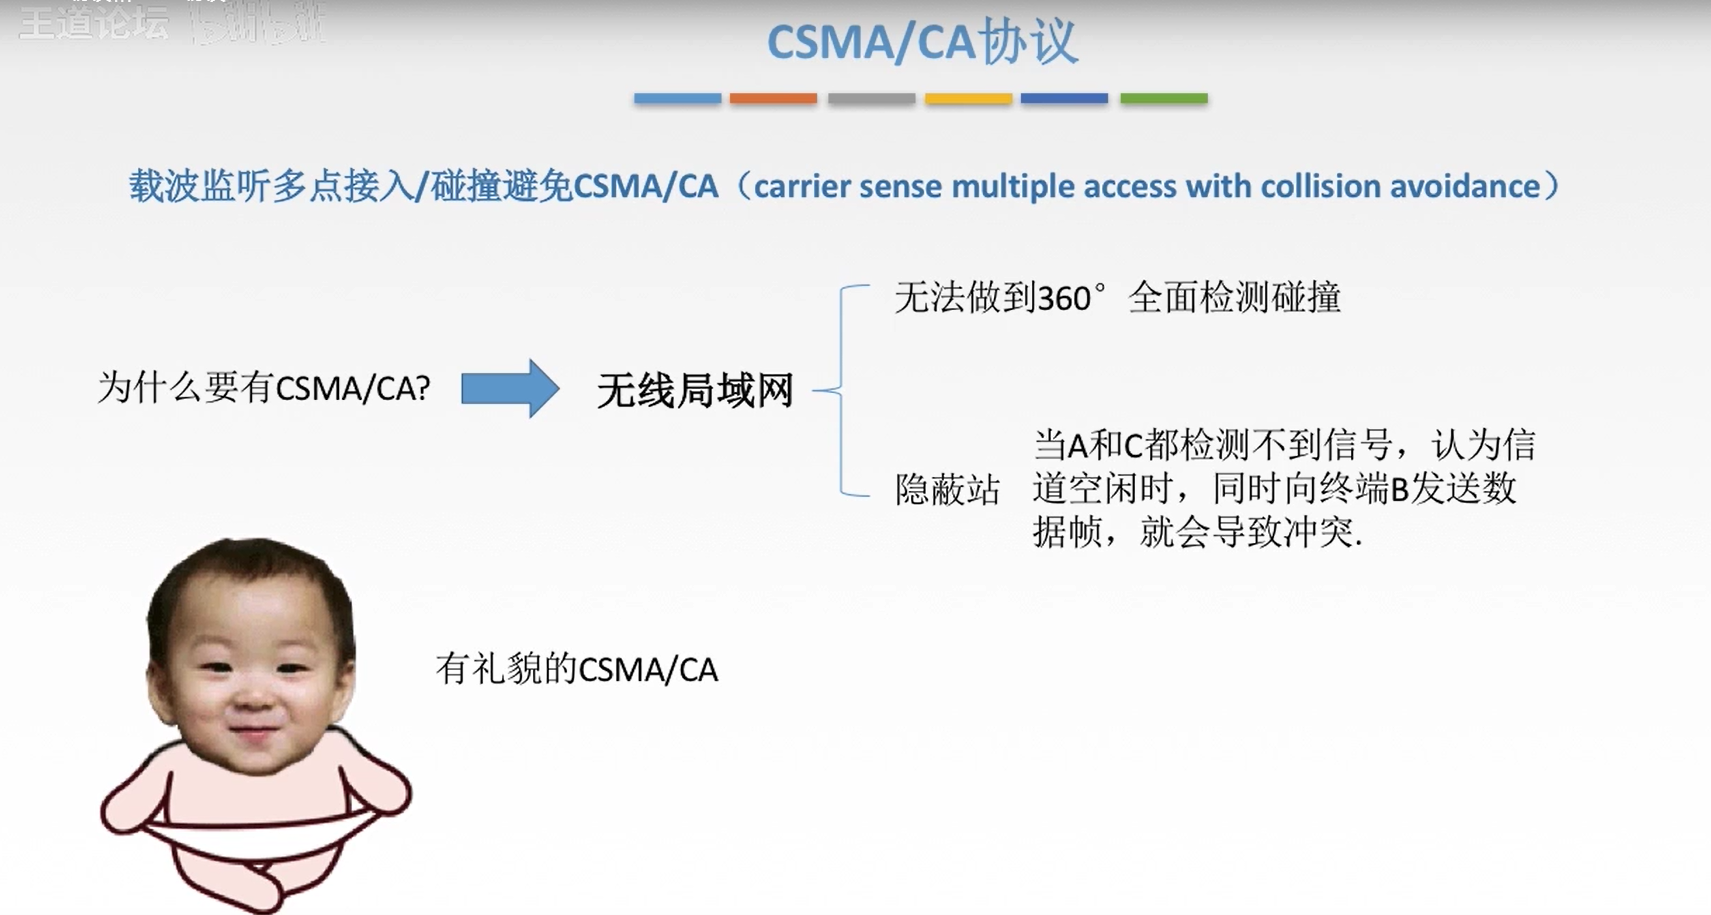 王道论坛 bilibili
CSMA/CA协议
载波监听多点接入/碰撞避免CSMA/CA（carrier sense multiple access with collision avoidance）
无法做到360°全面检测碰撞
为什么要有CSMA/CA?
无线局域网
隐蔽站
当A和C都检测不到信号，认为信
道空闲时，同时向终端B发送数
据帧，就会导致冲突.
有礼貌的CSMA/CA